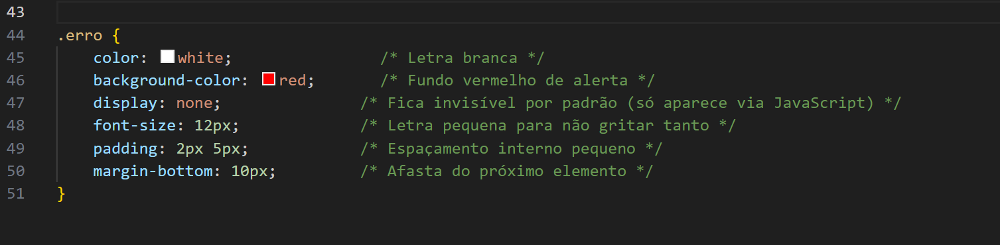 43
44 .erro {
45 color: white; /* Letra branca */
46 background-color: red; /* Fundo vermelho de alerta */
47 display: none; /* Fica invisível por padrão (só aparece via JavaScript) */
48 font-size: 12px; /* Letra pequena para não gritar tanto */
49 padding: 2px 5px; /* Espaçamento interno pequeno */
50 margin-bottom: 10px; /* Afasta do próximo elemento */
51 }